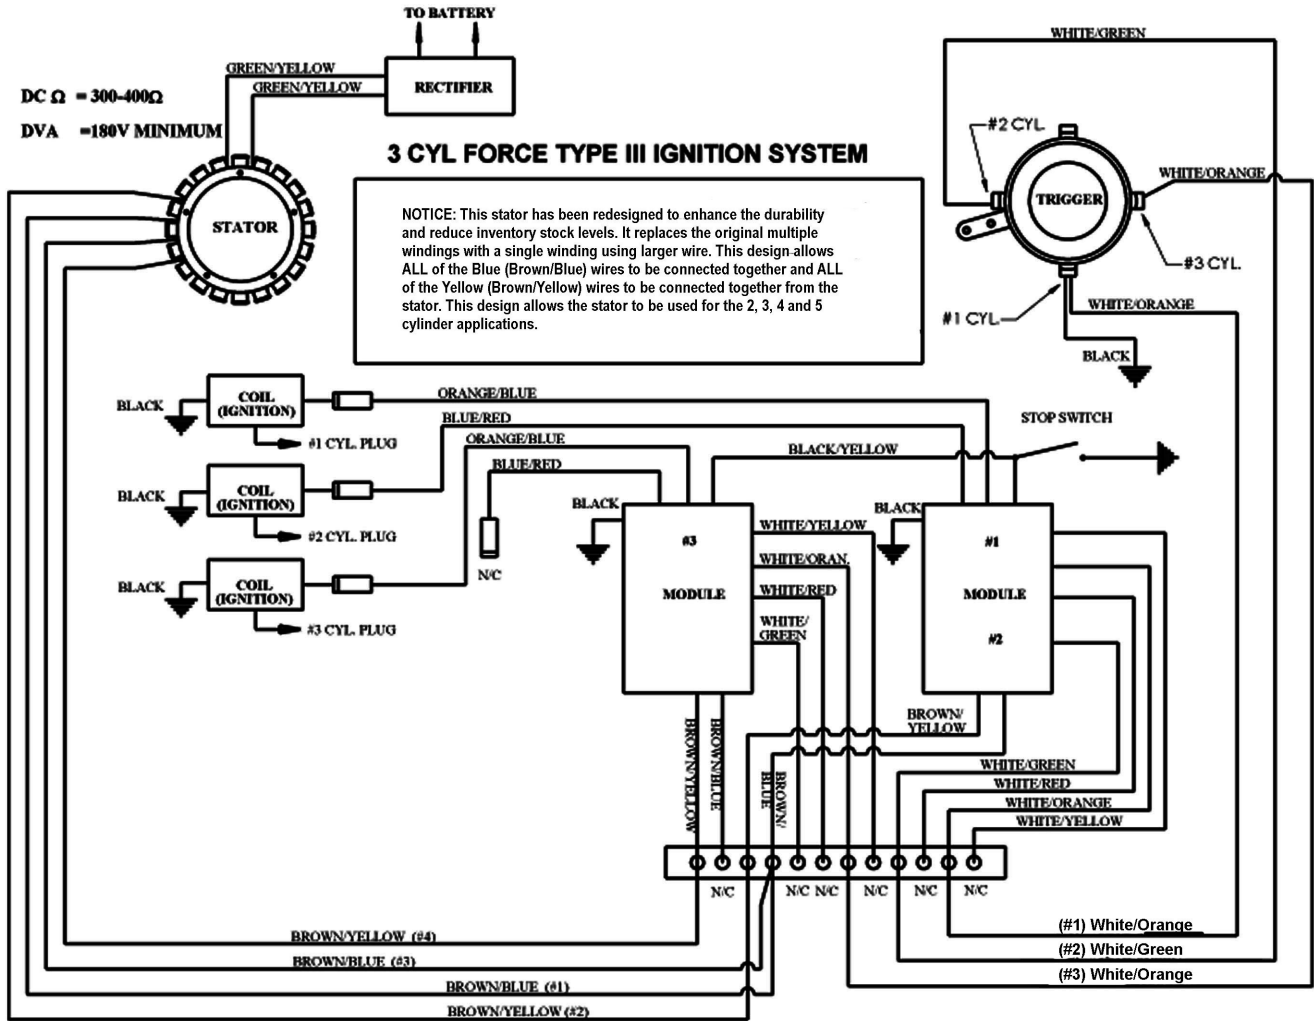 TO BATTERY
WHITE/GREEN
GREEN/YELLOW
RECTIFIER
GREEN/YELLOW
DC Ω = 300-400Ω
DVA =180V MINIMUM
#2 CYL.
3 CYL FORCE TYPE III IGNITION SYSTEM
WHITE/ORANGE
TRIGGER
STATOR
NOTICE: This stator has been redesigned to enhance the durability
and reduce inventory stock levels. It replaces the original multiple
windings with a single winding using larger wire. This design allows
ALL of the Blue (Brown/Blue) wires to be connected together and ALL
of the Yellow (Brown/Yellow) wires to be connected together from the
stator. This design allows the stator to be used for the 2, 3, 4 and 5
cylinder applications.
#3 CYL.
WHITE/ORANGE
#1 CYL.
BLACK
BLACK
COIL
(IGNITION)
ORANGE/BLUE
#1 CYL. PLUG
BLUE/RED
STOP SWITCH
ORANGE/BLUE
BLACK/YELLOW
BLUE/RED
BLACK
COIL
(IGNITION)
#2 CYL. PLUG
BLACK
BLACK
#3
MODULE
WHITE/YELLOW
WHITE/ORAN.
WHITE/RED
WHITE/
GREEN
#1
MODULE
#2
N/C
BLACK
COIL
(IGNITION)
#3 CYL. PLUG
BROWN/YELLOW
BROWN/BLUE
BROWN/
YELLOW
BROWN/
BLUE
WHITE/GREEN
WHITE/RED
WHITE/ORANGE
WHITE/YELLOW
N/C
N/C
N/C
N/C
N/C
N/C
(#1) White/Orange
BROWN/YELLOW (#4)
(#2) White/Green
BROWN/BLUE (#3)
(#3) White/Orange
BROWN/BLUE (#1)
BROWN/YELLOW (#2)